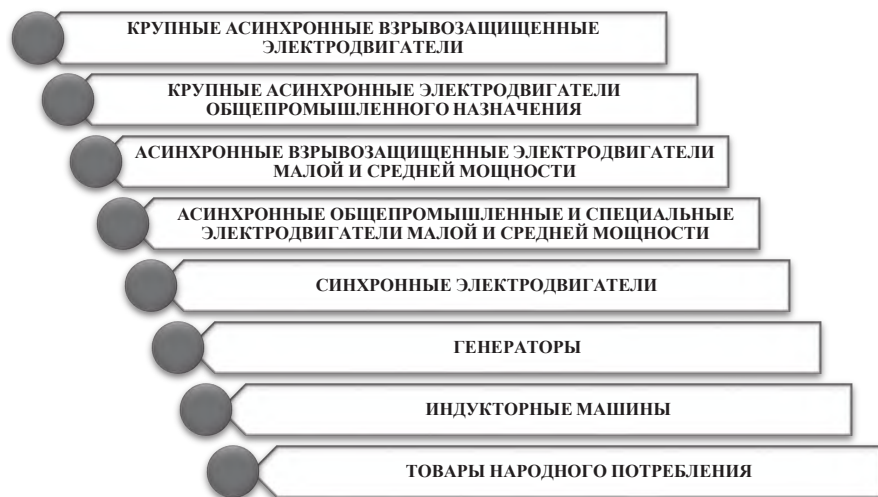 КРУПНЫЕ АСИНХРОННЫЕ ВЗРЫВОЗАЩИЩЕННЫЕ
ЭЛЕКТРОДВИГАТЕЛИ
КРУПНЫЕ АСИНХРОННЫЕ ЭЛЕКТРОДВИГАТЕЛИ
ОБЩЕПРОМЫШЛЕННОГО НАЗНАЧЕНИЯ
АСИНХРОННЫЕ ВЗРЫВОЗАЩИЩЕННЫЕ ЭЛЕКТРОДВИГАТЕЛИ
МАЛОЙ И СРЕДНЕЙ МОЩНОСТИ
АСИНХРОННЫЕ ОБЩЕПРОМЫШЛЕННЫЕ И СПЕЦИАЛЬНЫЕ
ЭЛЕКТРОДВИГАТЕЛИ МАЛОЙ И СРЕДНЕЙ МОЩНОСТИ
СИНХРОННЫЕ ЭЛЕКТРОДВИГАТЕЛИ
ГЕНЕРАТОРЫ
ИНДУКТОРНЫЕ МАШИНЫ
ТОВАРЫ НАРОДНОГО ПОТРЕБЛЕНИЯ